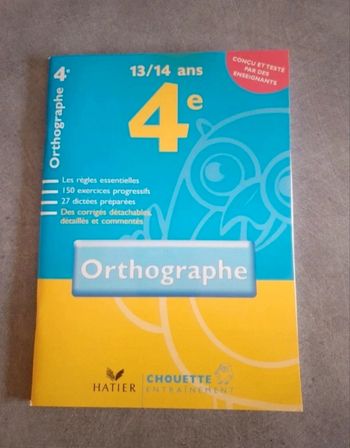 4e
Orthographe
13/14 ans
4e
CONÇU ET TESTÉ
PAR DES
ENSEIGNANTS
Les règles essentielles
150 exercices progressifs
27 dictées préparées
Des corrigés détachables,
détaillés et commentés
Orthographe
HATIER
CHOUETTE
ENTRAÎNEMENT